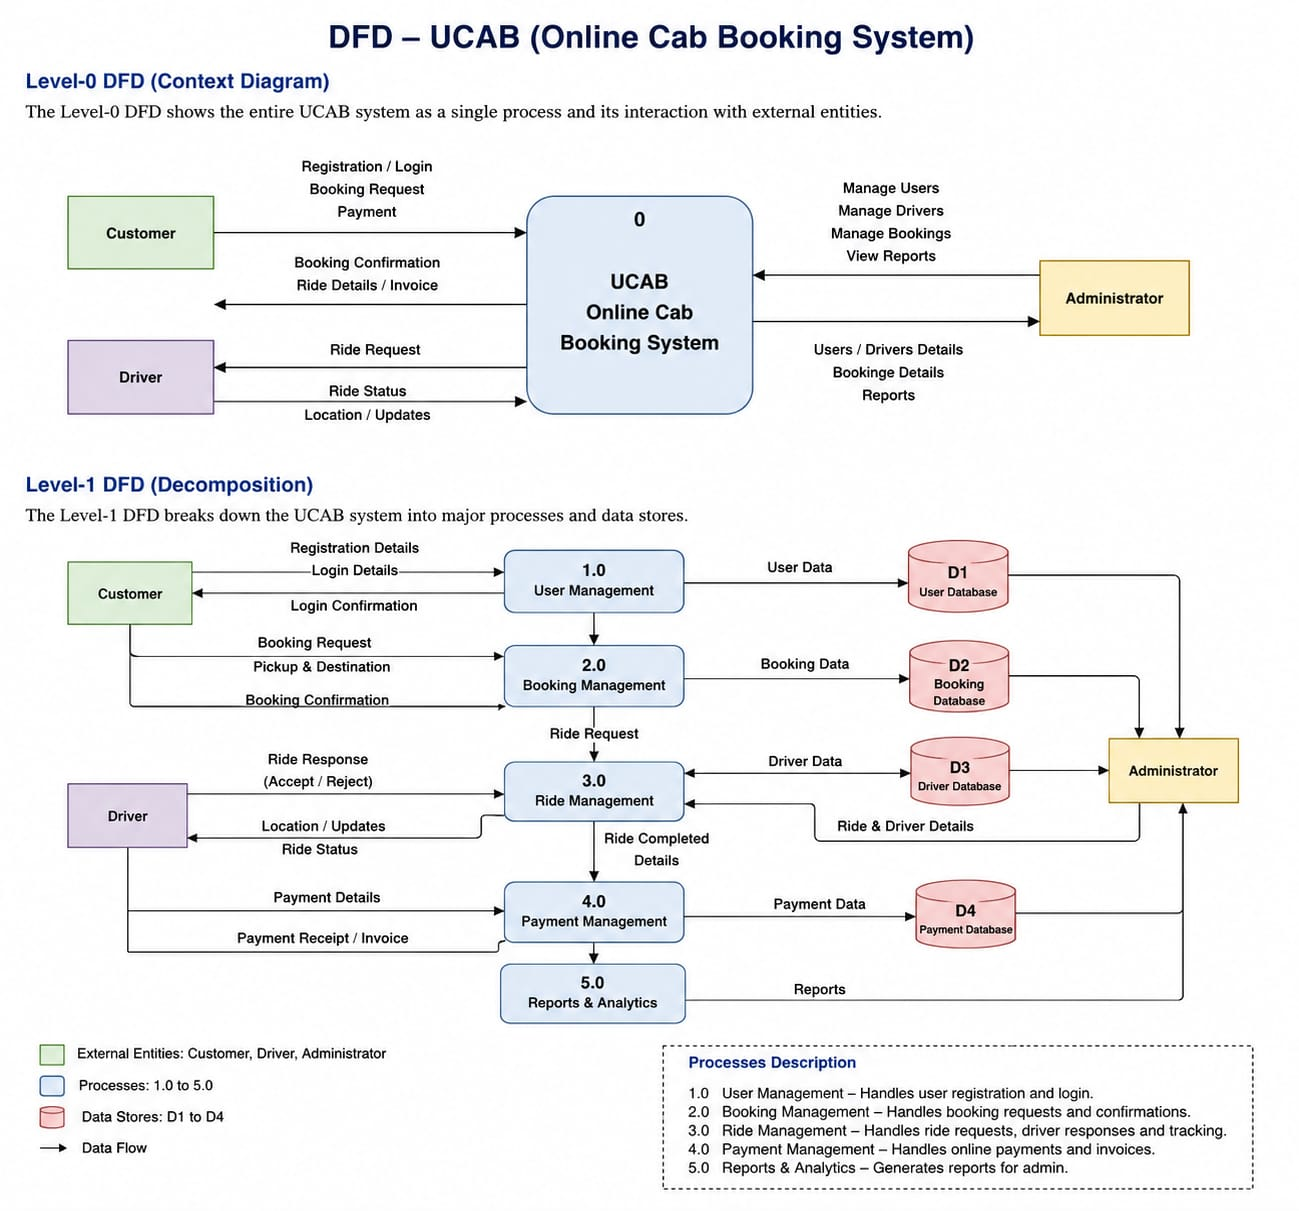 DFD – UCAB (Online Cab Booking System)
Level-0 DFD (Context Diagram)
The Level-0 DFD shows the entire UCAB system as a single process and its interaction with external entities.
Registration / Login
Booking Request
Payment
Customer
Booking Confirmation
Ride Details / Invoice
Ride Request
Driver
Ride Status
Location / Updates
0
UCAB
Online Cab
Booking System
Manage Users
Manage Drivers
Manage Bookings
View Reports
Administrator
Users / Drivers Details
Bookinge Details
Reports
Level-1 DFD (Decomposition)
The Level-1 DFD breaks down the UCAB system into major processes and data stores.
Registration Details
Login Details
Customer
Login Confirmation
1.0
User Management
User Data
D1
User Database
Booking Request
Pickup & Destination
Booking Confirmation
2.0
Booking Management
Booking Data
D2
Booking
Database
Ride Request
Ride Response
(Accept / Reject)
Driver
Location / Updates
Ride Status
3.0
Ride Management
Driver Data
D3
Driver Database
Administrator
Ride & Driver Details
Ride Completed
Details
Payment Details
Payment Receipt / Invoice
4.0
Payment Management
Payment Data
D4
Payment Database
5.0
Reports & Analytics
Reports
External Entities: Customer, Driver, Administrator
Processes: 1.0 to 5.0
Data Stores: D1 to D4
Data Flow
Processes Description
1.0 User Management – Handles user registration and login.
2.0 Booking Management – Handles booking requests and confirmations.
3.0 Ride Management – Handles ride requests, driver responses and tracking.
4.0 Payment Management – Handles online payments and invoices.
5.0 Reports & Analytics – Generates reports for admin.